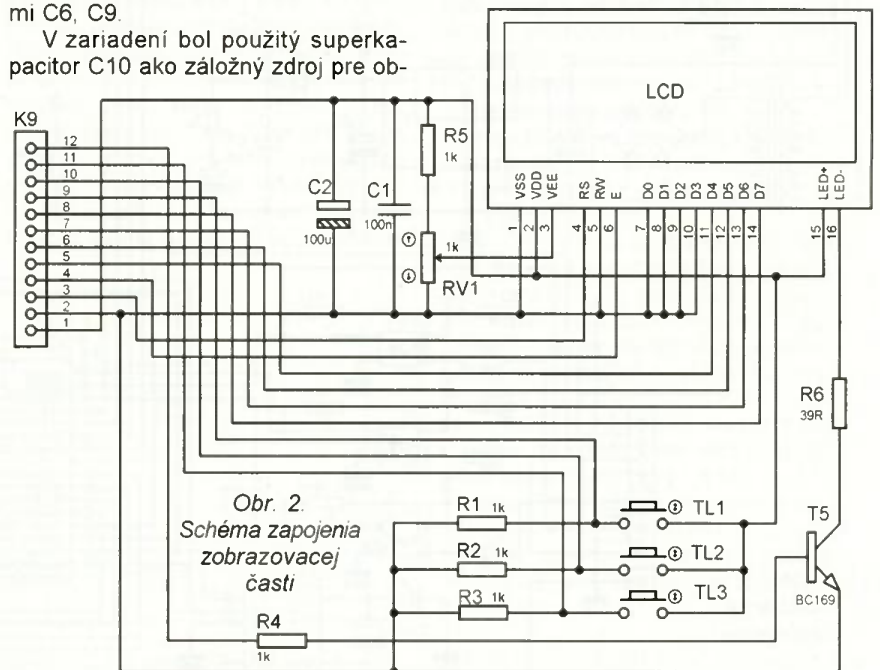 mi C6, C9.
V zariadení bol použitý superka-
pacitor C10 ako záložný zdroj pre ob-
LCD
K9
12
11
10
9
8
7
6
5
4
3
2
1
C2
100u
C1
100n
R5
1k
1k
RV1
VSS
VDD
VEE
RS
RW
E
D0
D1
D2
D3
D4
D5
D6
D7
LED+
LED-
1
2
3
4
5
6
7
8
9
10
11
12
13
14
15
16
R6
39R
Obr. 2.
Schéma zapojenia
zobrazovacej
časti
R1 1k
TL1
R2 1k
TL2
R3 1k
TL3
T5
BC169
R4
1k